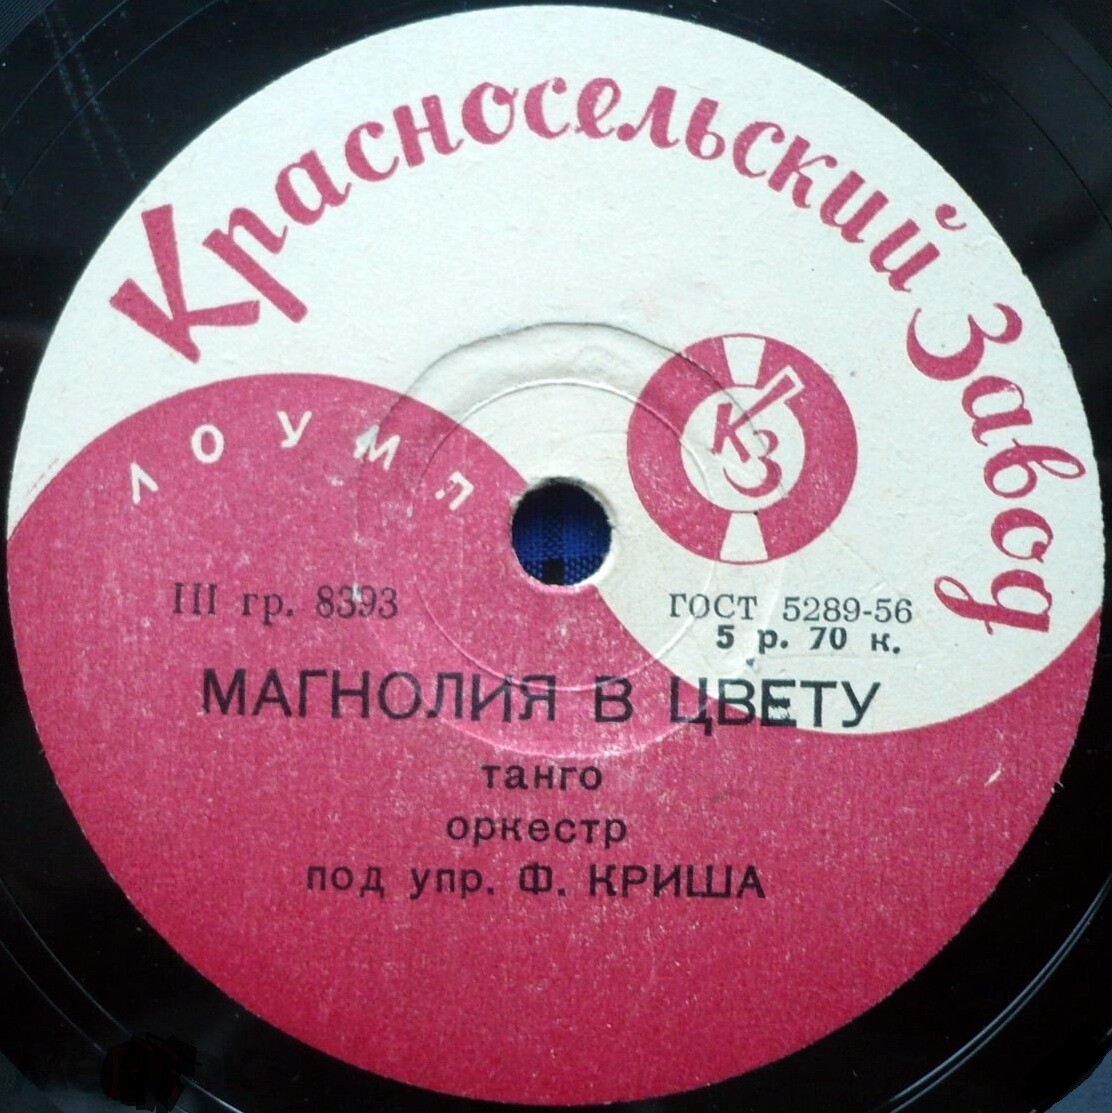 Красносельский Завод
КЗ
ЛОУМП
III гр. 8393
ГОСТ 5289-56
5 р. 70 к.
МАГНОЛИЯ В ЦВЕТУ
танго
оркестр
под упр. Ф. КРИША